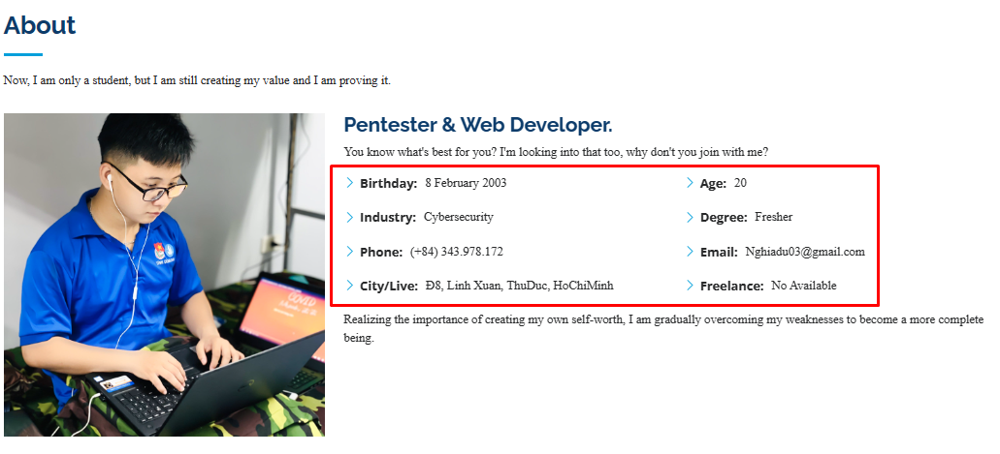 About
Now, I am only a student, but I am still creating my value and I am proving it.
Pentester & Web Developer.
You know what's best for you? I'm looking into that too, why don't you join with me?
Birthday: 8 February 2003
Age: 20
Industry: Cybersecurity
Degree: Fresher
Phone: (+84) 343.978.172
Email: Nghiadu03@gmail.com
City/Live: Đ8, Linh Xuan, ThuDuc, HoChiMinh
Freelance: No Available
Realizing the importance of creating my own self-worth, I am gradually overcoming my weaknesses to become a more complete
being.
COVID